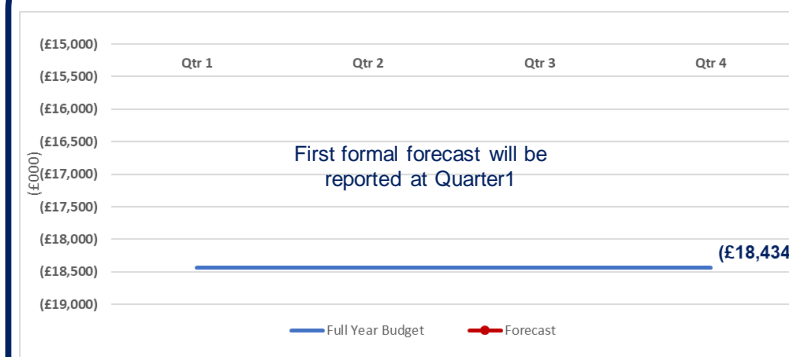 (£15,000)
Qtr 1 Qtr 2 Qtr 3 Qtr 4
(£15,500)
(£16,000)
(£16,500)
First formal forecast will be
reported at Quarter1
(£000)
(£17,000)
(£17,500)
(£18,000)
(£18,434
(£18,500)
(£19,000)
Full Year Budget Forecast